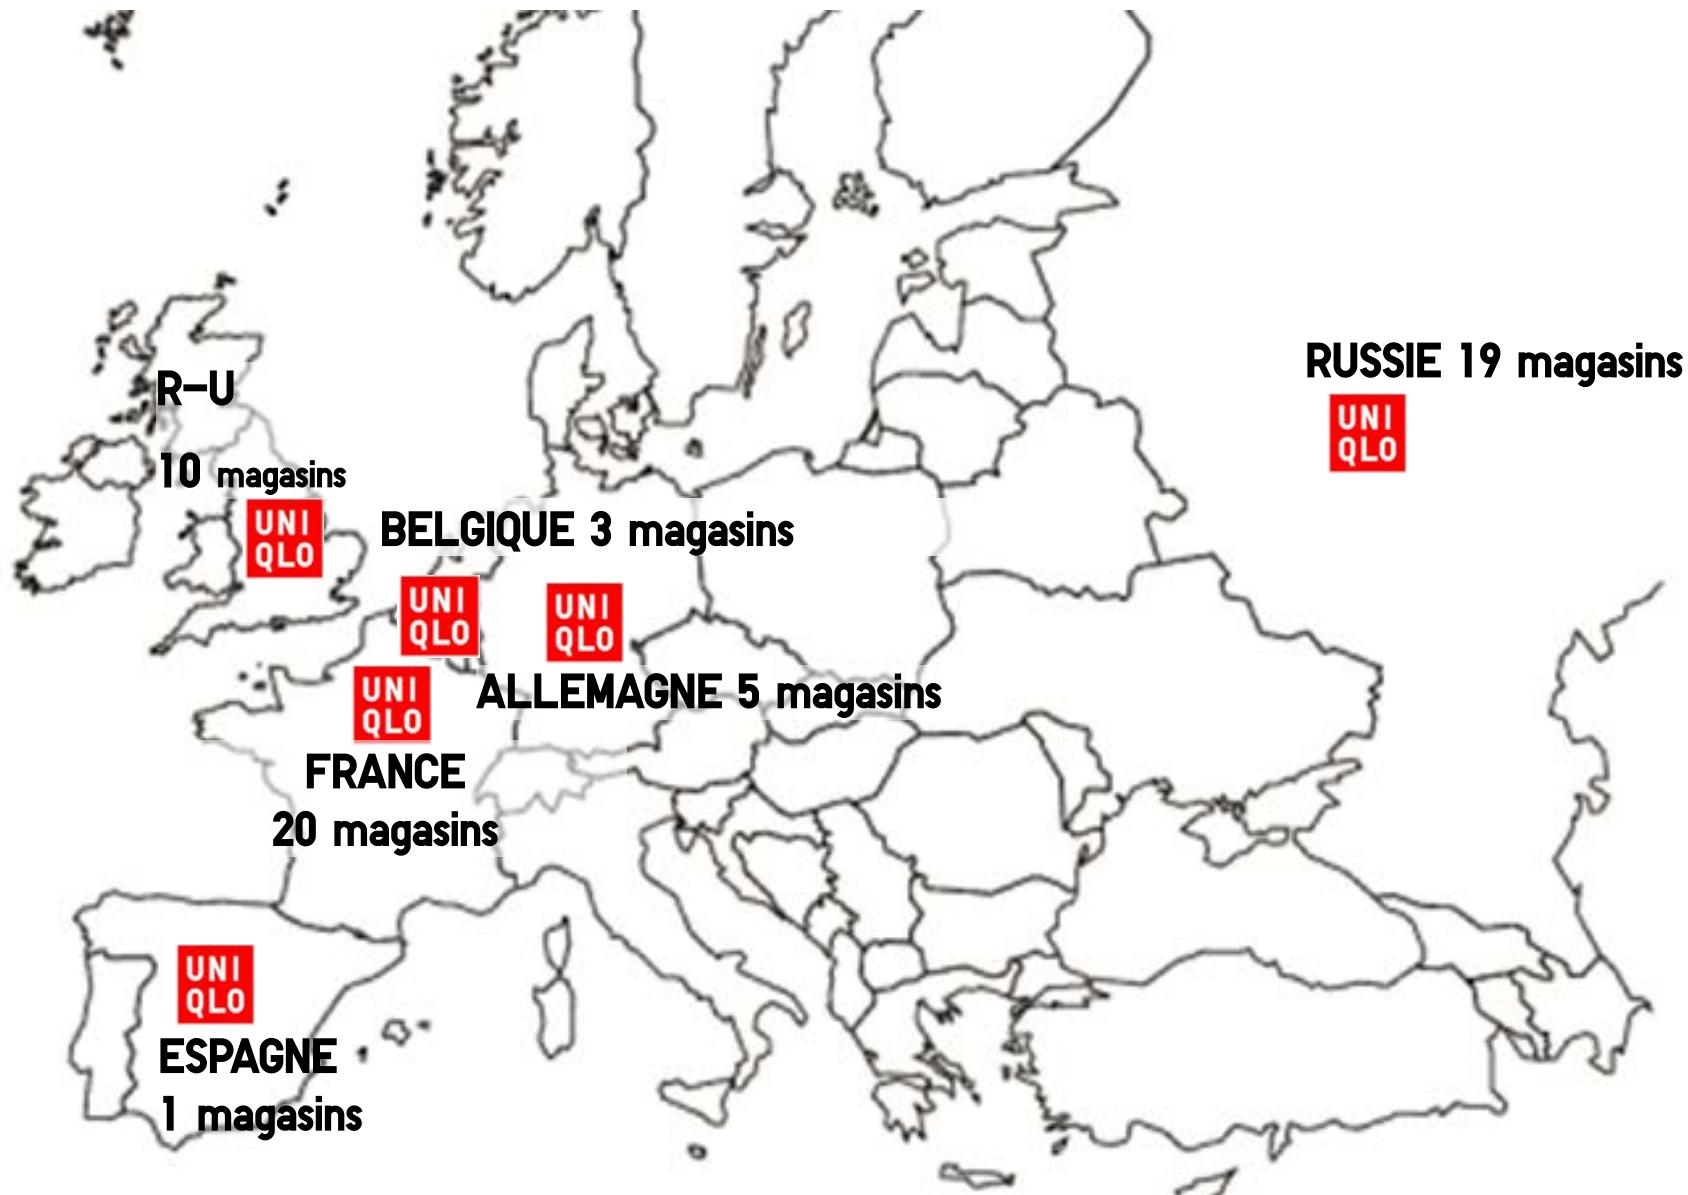 RUSSIE 19 magasins
UNI
QLO
R-U
10 magasins
UNI
QLO
BELGIQUE 3 magasins
UNI
QLO
UNI
QLO
ALLEMAGNE 5 magasins
UNI
QLO
FRANCE
20 magasins
UNI
QLO
ESPAGNE
1 magasins